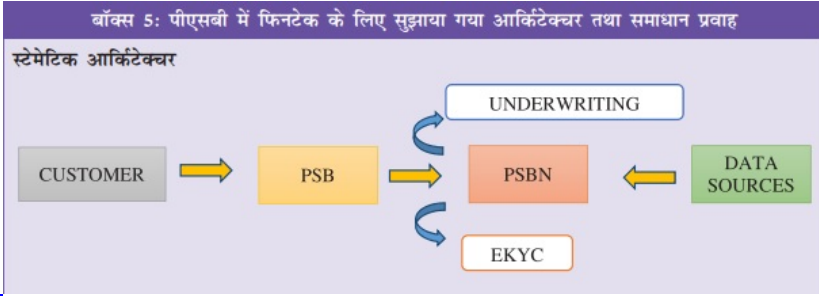 बॉक्स 5: पीएसबी में फिनटेक के लिए सुझाया गया आर्किटेक्चर तथा समाधान प्रवाह
स्टेमेटिक आर्किटेक्चर
UNDERWRITING
CUSTOMER
PSB
PSBN
DATA
SOURCES
EKYC